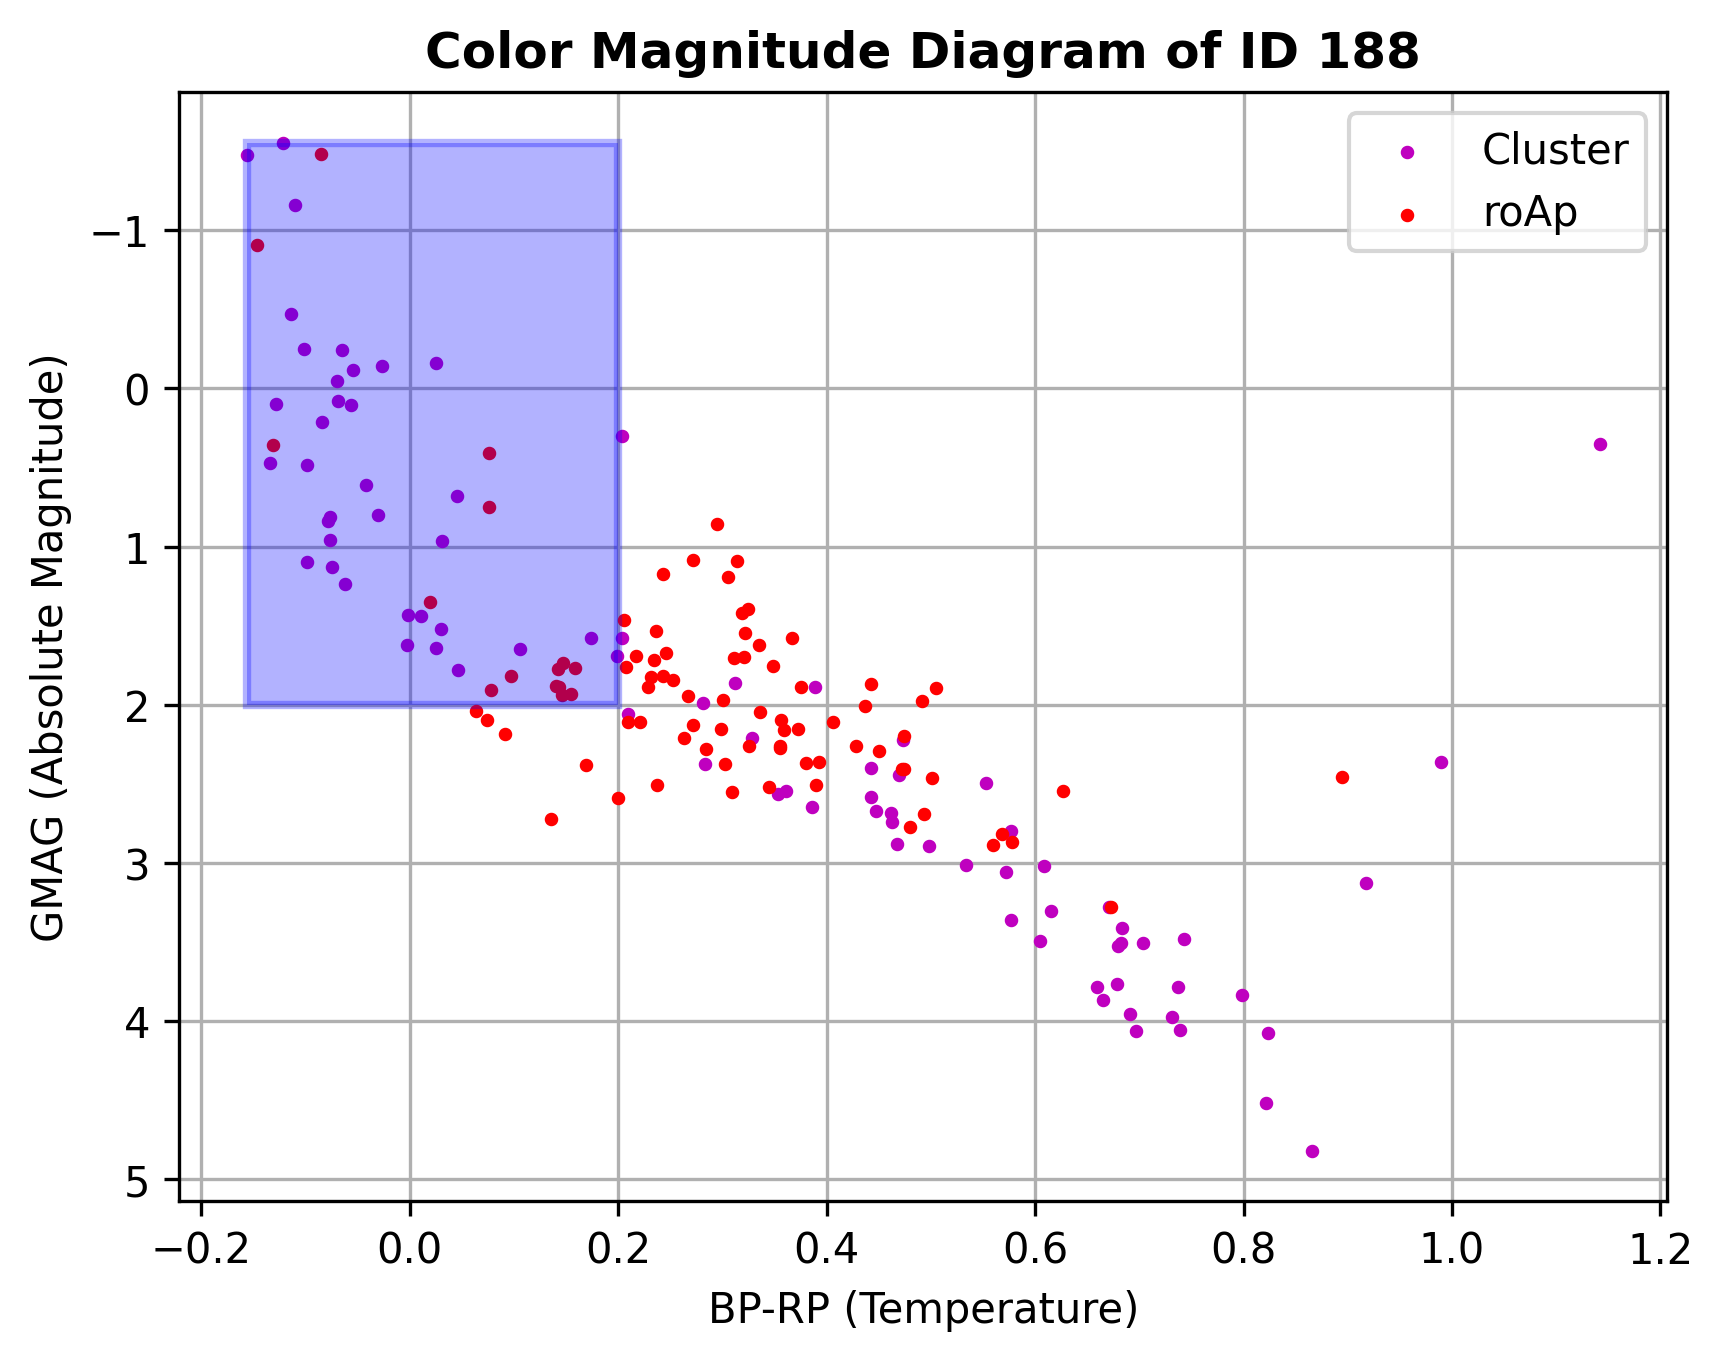 Color Magnitude Diagram of ID 188
Cluster
roAp
GMAG (Absolute Magnitude)
−1
0
1
2
3
4
5
−0.2 0.0 0.2 0.4 0.6 0.8 1.0 1.2
BP-RP (Temperature)